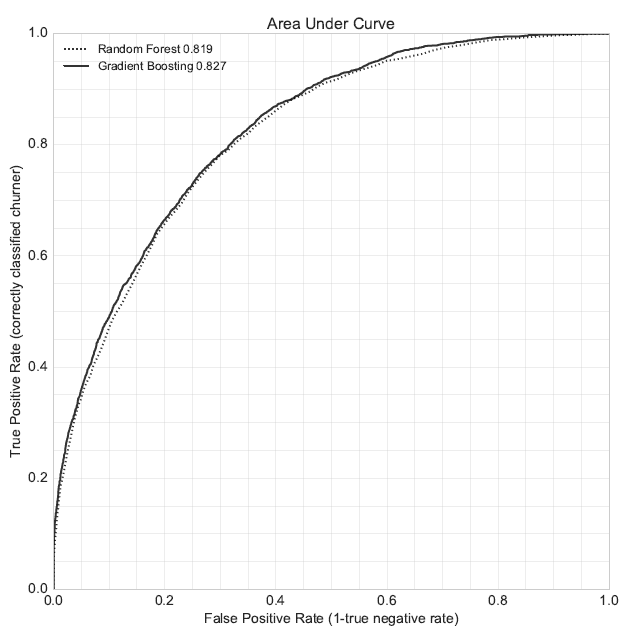 Area Under Curve
1.0
Random Forest 0.819
Gradient Boosting 0.827
0.8
0.6
0.4
0.2
0.0
True Positive Rate (correctly classified churner)
0.0 0.2 0.4 0.6 0.8 1.0
False Positive Rate (1-true negative rate)